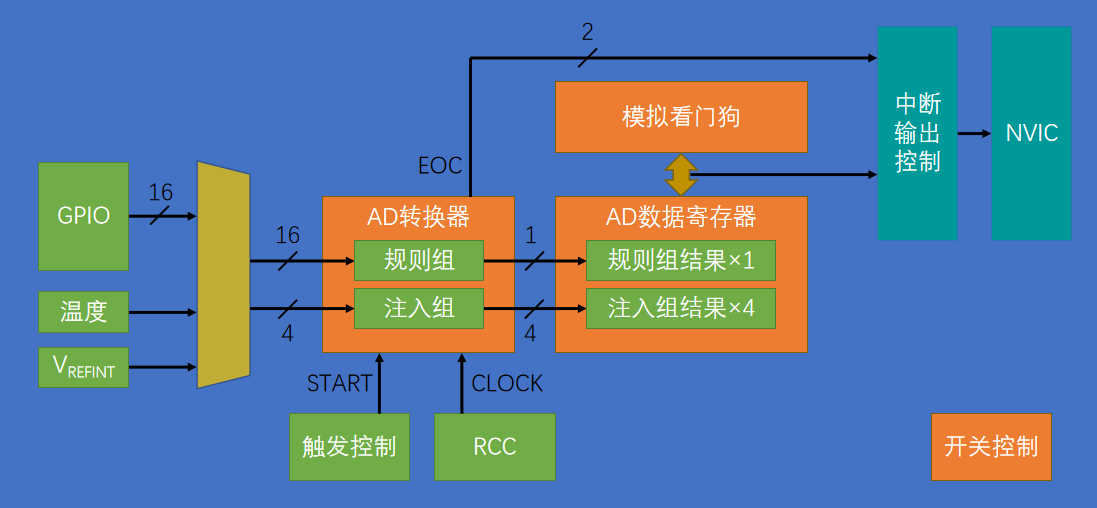 2
模拟看门狗
中断
输出
控制
NVIC
EOC
GPIO
16
AD转换器
AD数据寄存器
16
规则组
1
规则组结果×1
温度
4
注入组
4
注入组结果×4
VREFINT
START
CLOCK
触发控制
RCC
开关控制